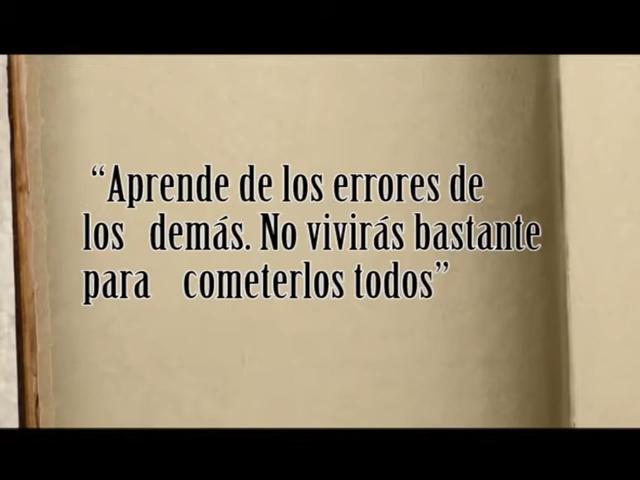 “Aprende de los errores de
los demás. No vivirás bastante
para cometerlos todos”